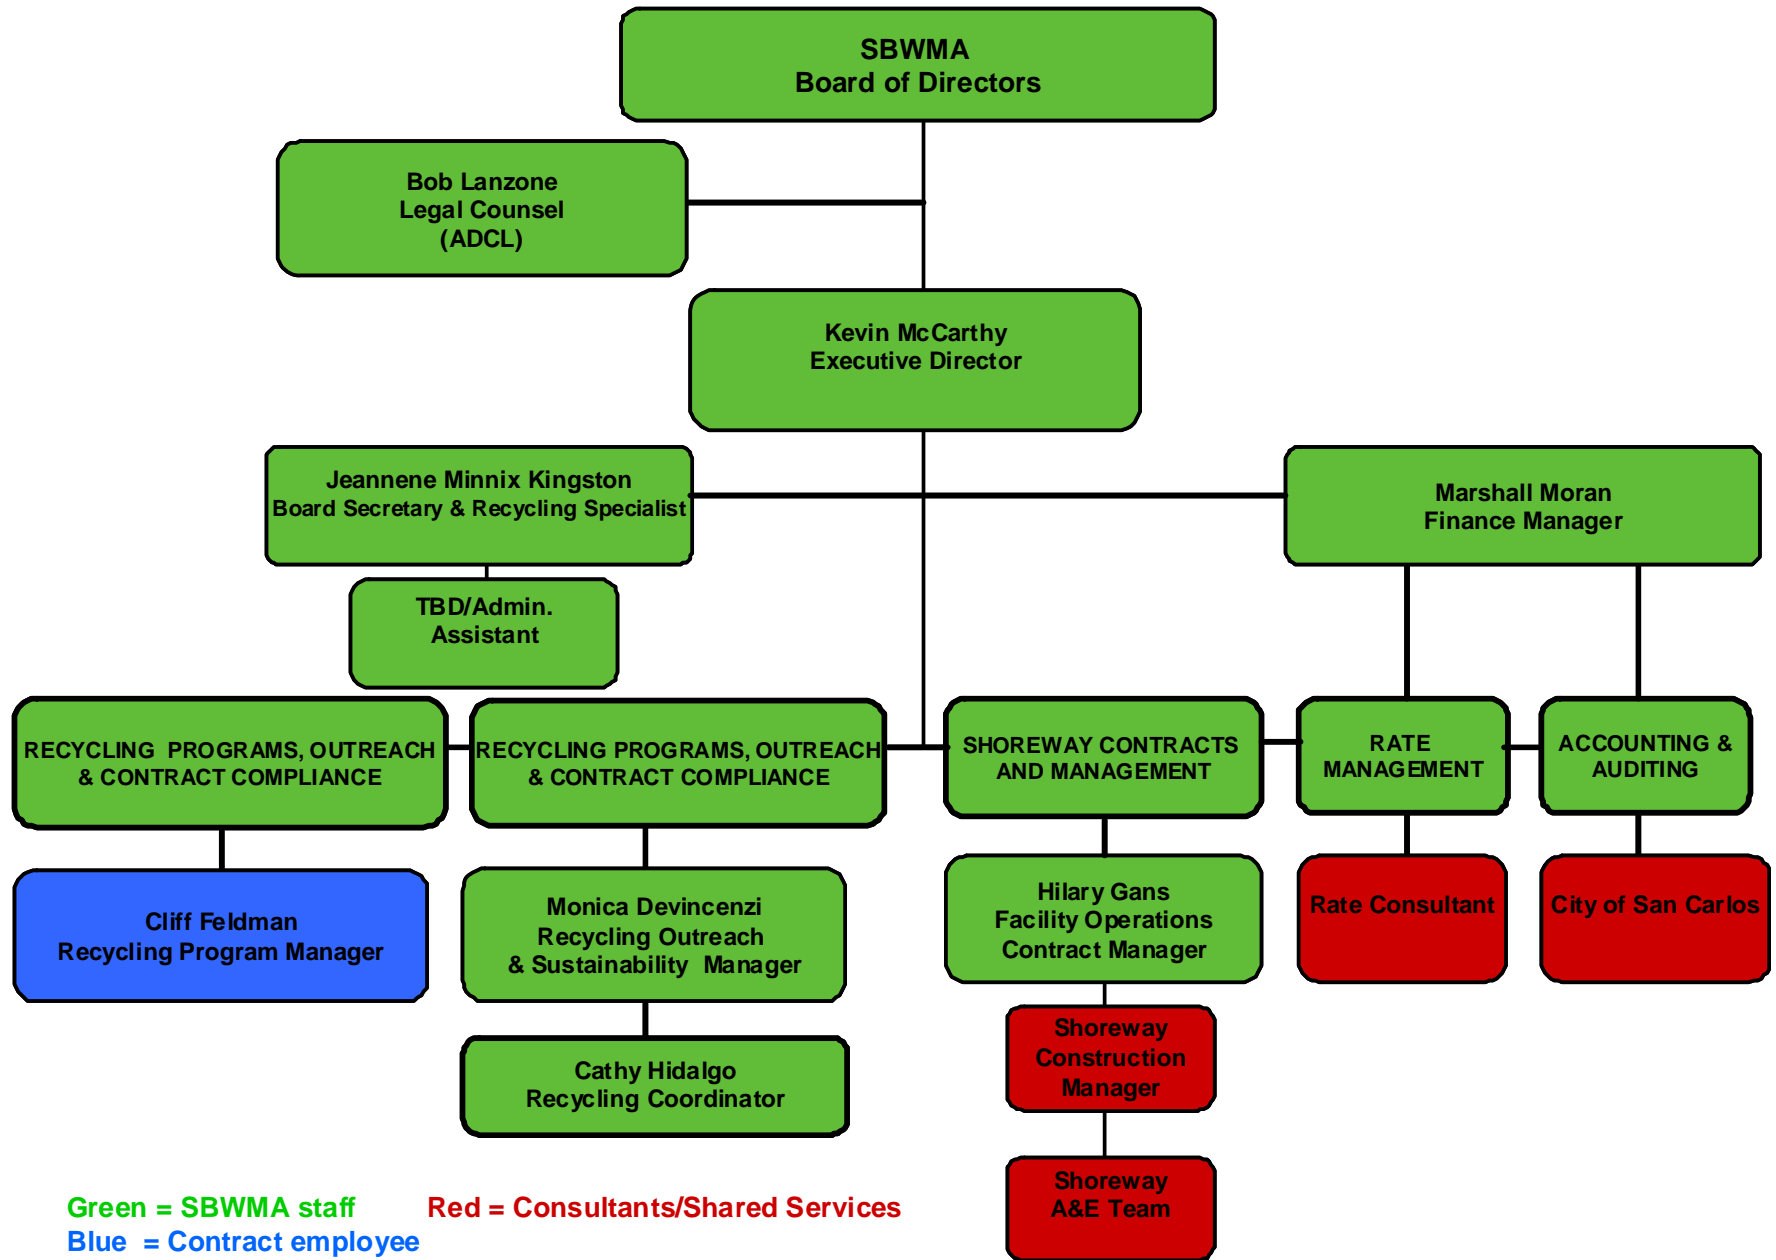 SBWMA
Board of Directors
Bob Lanzone
Legal Counsel
(ADCL)
Kevin McCarthy
Executive Director
Jeannene Minnix Kingston
Board Secretary & Recycling Specialist
Marshall Moran
Finance Manager
TBD/Admin.
Assistant
RECYCLING PROGRAMS, OUTREACH
& CONTRACT COMPLIANCE
RECYCLING PROGRAMS, OUTREACH
& CONTRACT COMPLIANCE
SHOREWAY CONTRACTS
AND MANAGEMENT
RATE
MANAGEMENT
ACCOUNTING &
AUDITING
Cliff Feldman
Recycling Program Manager
Monica Devincenzi
Recycling Outreach
& Sustainability Manager
Hilary Gans
Facility Operations
Contract Manager
Rate Consultant
City of San Carlos
Cathy Hidalgo
Recycling Coordinator
Shoreway
Construction
Manager
Shoreway
A&E Team
Green = SBWMA staff
Red = Consultants/Shared Services
Blue = Contract employee